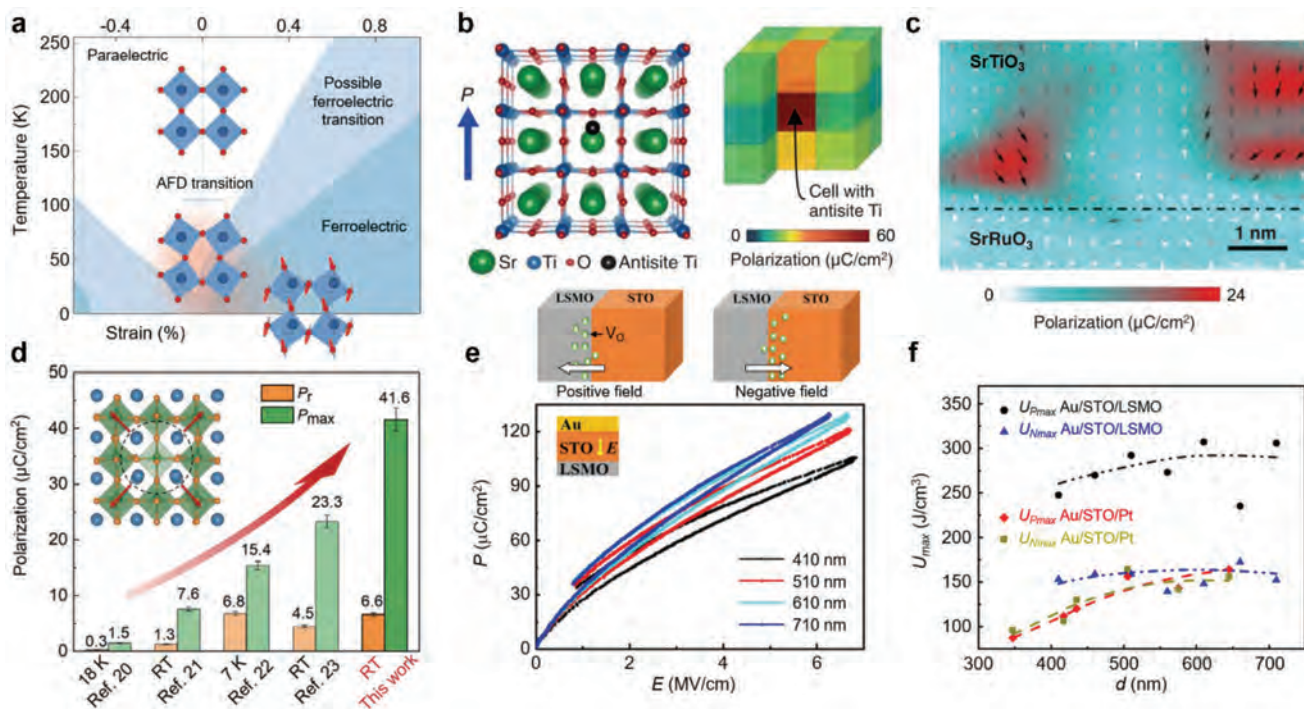 a
-0.4 0 0.4 0.8
250
200
150
100
50
0
Temperature (K)
Paraelectric
Possible
ferroelectric
transition
AFD transition
Ferroelectric
Strain (%)
b
P
Cell with
antisite Ti
0 60
Polarization (μC/cm²)
Sr Ti O Antisite Ti
c
SrTiO₃
SrRuO₃
1 nm
0 24
Polarization (μC/cm²)
d
50
40
30
20
10
0
Polarization (μC/cm²)
Pr
Pmax
0.3 1.5
1.3 7.6
6.8 15.4
4.5 23.3
6.6 41.6
18 K
Ref. 20
RT
Ref. 21
7 K
Ref. 22
RT
Ref. 23
RT
This work
LSMO STO
Vo
Positive field
LSMO STO
Negative field
e
120
90
60
30
0
P (μC/cm²)
Au
STO E
LSMO
410 nm
510 nm
610 nm
710 nm
0 2 4 6
E (MV/cm)
f
350
300
250
200
150
100
Umax (J/cm³)
UPmax Au/STO/LSMO
UNmax Au/STO/LSMO
UPmax Au/STO/Pt
UNmax Au/STO/Pt
300 400 500 600 700
d (nm)